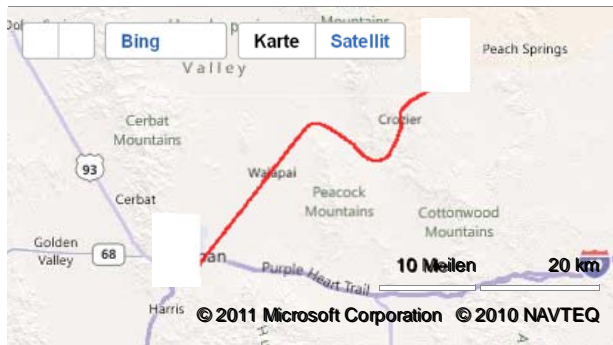 Mountains
Bing Karte Satellit
Peach Springs
Valley
Cerbat
Mountains
Crozier
93
Walapai
Cerbat
Peacock
Mountains
Cottonwood
Mountains
Golden
Valley
68
Purple Heart Trail
10 Meilen 20 km
Harris
© 2011 Microsoft Corporation © 2010 NAVTEQ